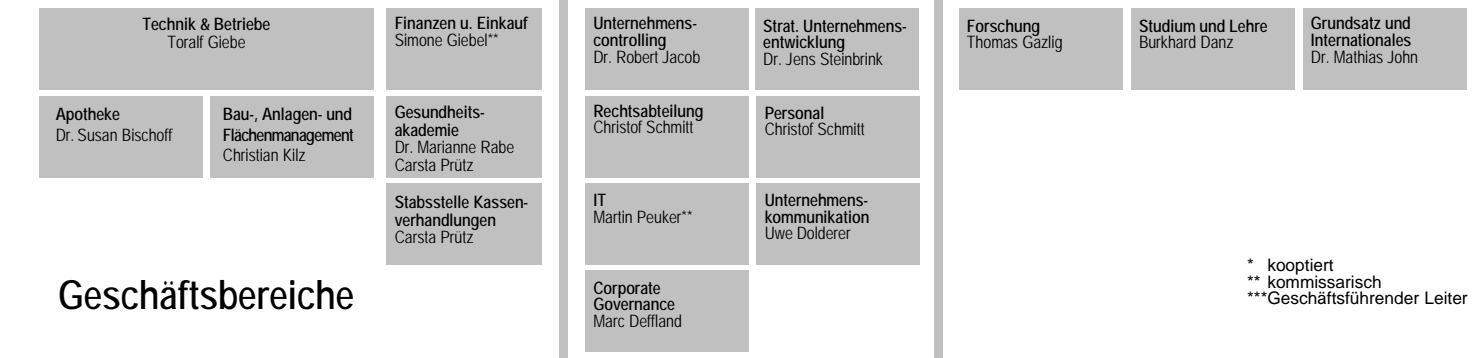 Technik & Betriebe
Toralf Giebe
Finanzen u. Einkauf
Simone Giebel**
Apotheke
Dr. Susan Bischoff
Bau-, Anlagen- und
Flächenmanagement
Christian Kilz
Gesundheits-
akademie
Dr. Marianne Rabe
Carsta Prütz
Stabsstelle Kassen-
verhandlungen
Carsta Prütz
Geschäftsbereiche
Unternehmens-
controlling
Dr. Robert Jacob
Strat. Unternehmens-
entwicklung
Dr. Jens Steinbrink
Rechtsabteilung
Christof Schmitt
Personal
Christof Schmitt
IT
Martin Peuker**
Unternehmens-
kommunikation
Uwe Dolderer
Corporate
Governance
Marc Deffland
Forschung
Thomas Gazlig
Studium und Lehre
Burkhard Danz
Grundsatz und
Internationales
Dr. Mathias John
* kooptiert
** kommissarisch
***Geschäftsführender Leiter